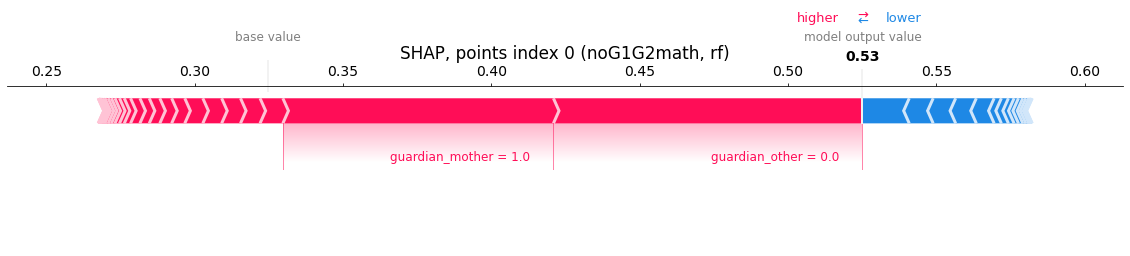 higher ⇄ lower
base value model output value
SHAP, points index 0 (noG1G2math, rf) 0.53
0.25 0.30 0.35 0.40 0.45 0.50 0.55 0.60
guardian_mother = 1.0 guardian_other = 0.0